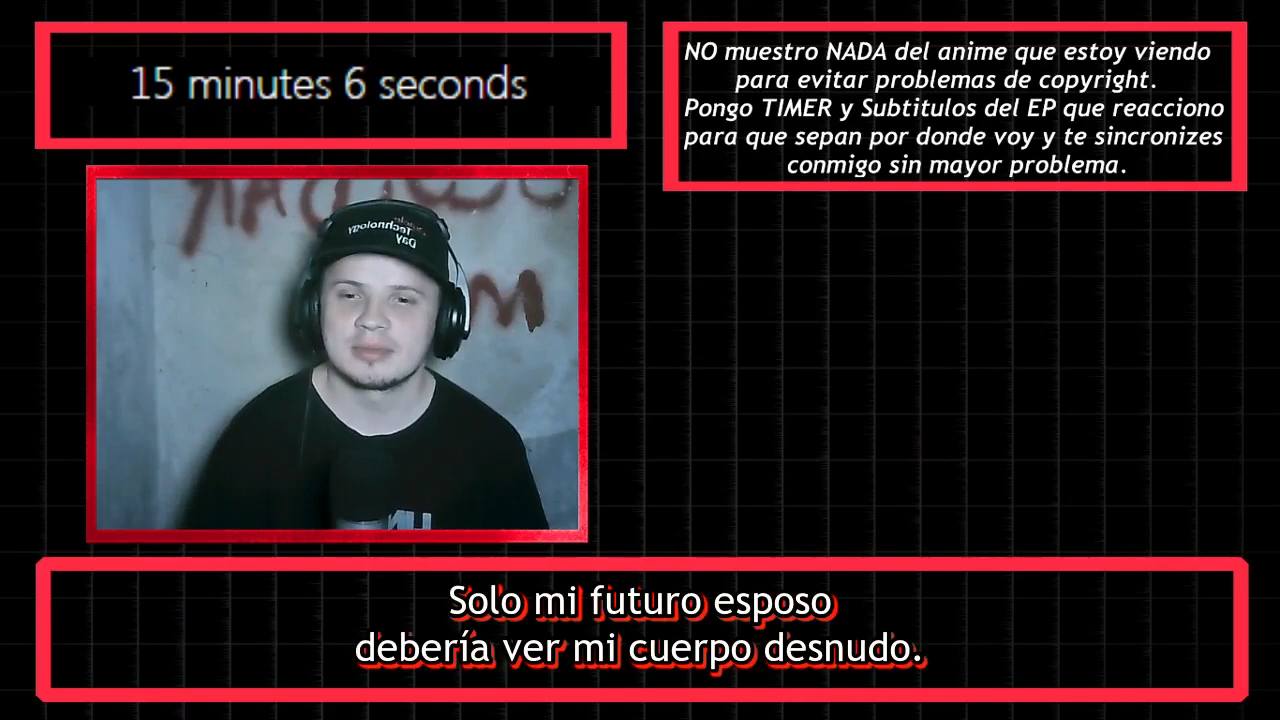 15 minutes 6 seconds
NO muestro NADA del anime que estoy viendo
para evitar problemas de copyright.
Pongo TIMER y Subtitulos del EP que reacciono
para que sepan por donde voy y te sincronizes
conmigo sin mayor problema.
Technology
Day
Solo mi futuro esposo
debería ver mi cuerpo desnudo.